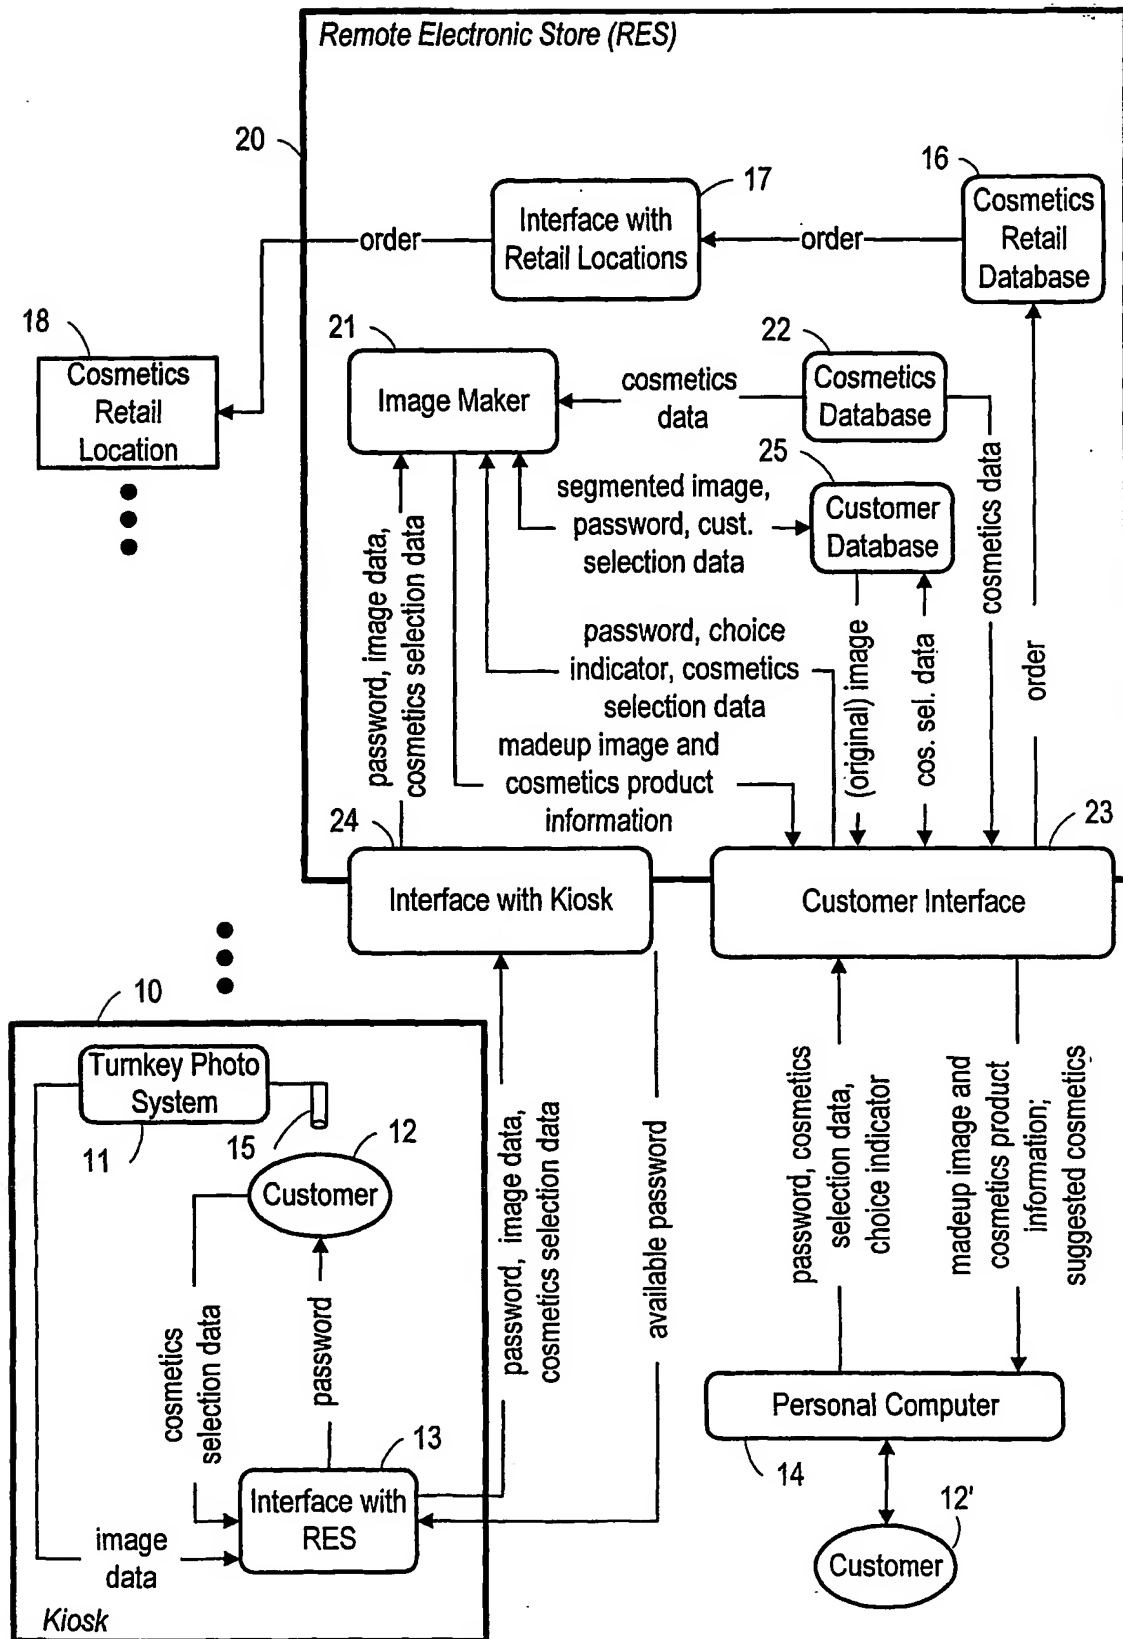 Remote Electronic Store (RES)
20
17
16
Interface with
Retail Locations
Cosmetics
Retail
Database
order
order
18
Cosmetics
Retail
Location
21
Image Maker
cosmetics
data
22
Cosmetics
Database
25
Customer
Database
segmented image,
password, cust.
selection data
cosmetics data
order
password, image data,
cosmetics selection data
password, choice
indicator, cosmetics
selection data
(original) image
cos. sel. data
madeup image and
cosmetics product
information
24
Interface with Kiosk
23
Customer Interface
10
Turnkey Photo
System
11
15
12
Customer
cosmetics
selection data
password
password, image data,
cosmetics selection data
available password
password, cosmetics
selection data,
choice indicator
madeup image and
cosmetics product
information;
suggested cosmetics
13
Interface with
RES
image
data
Kiosk
Personal Computer
14
12'
Customer